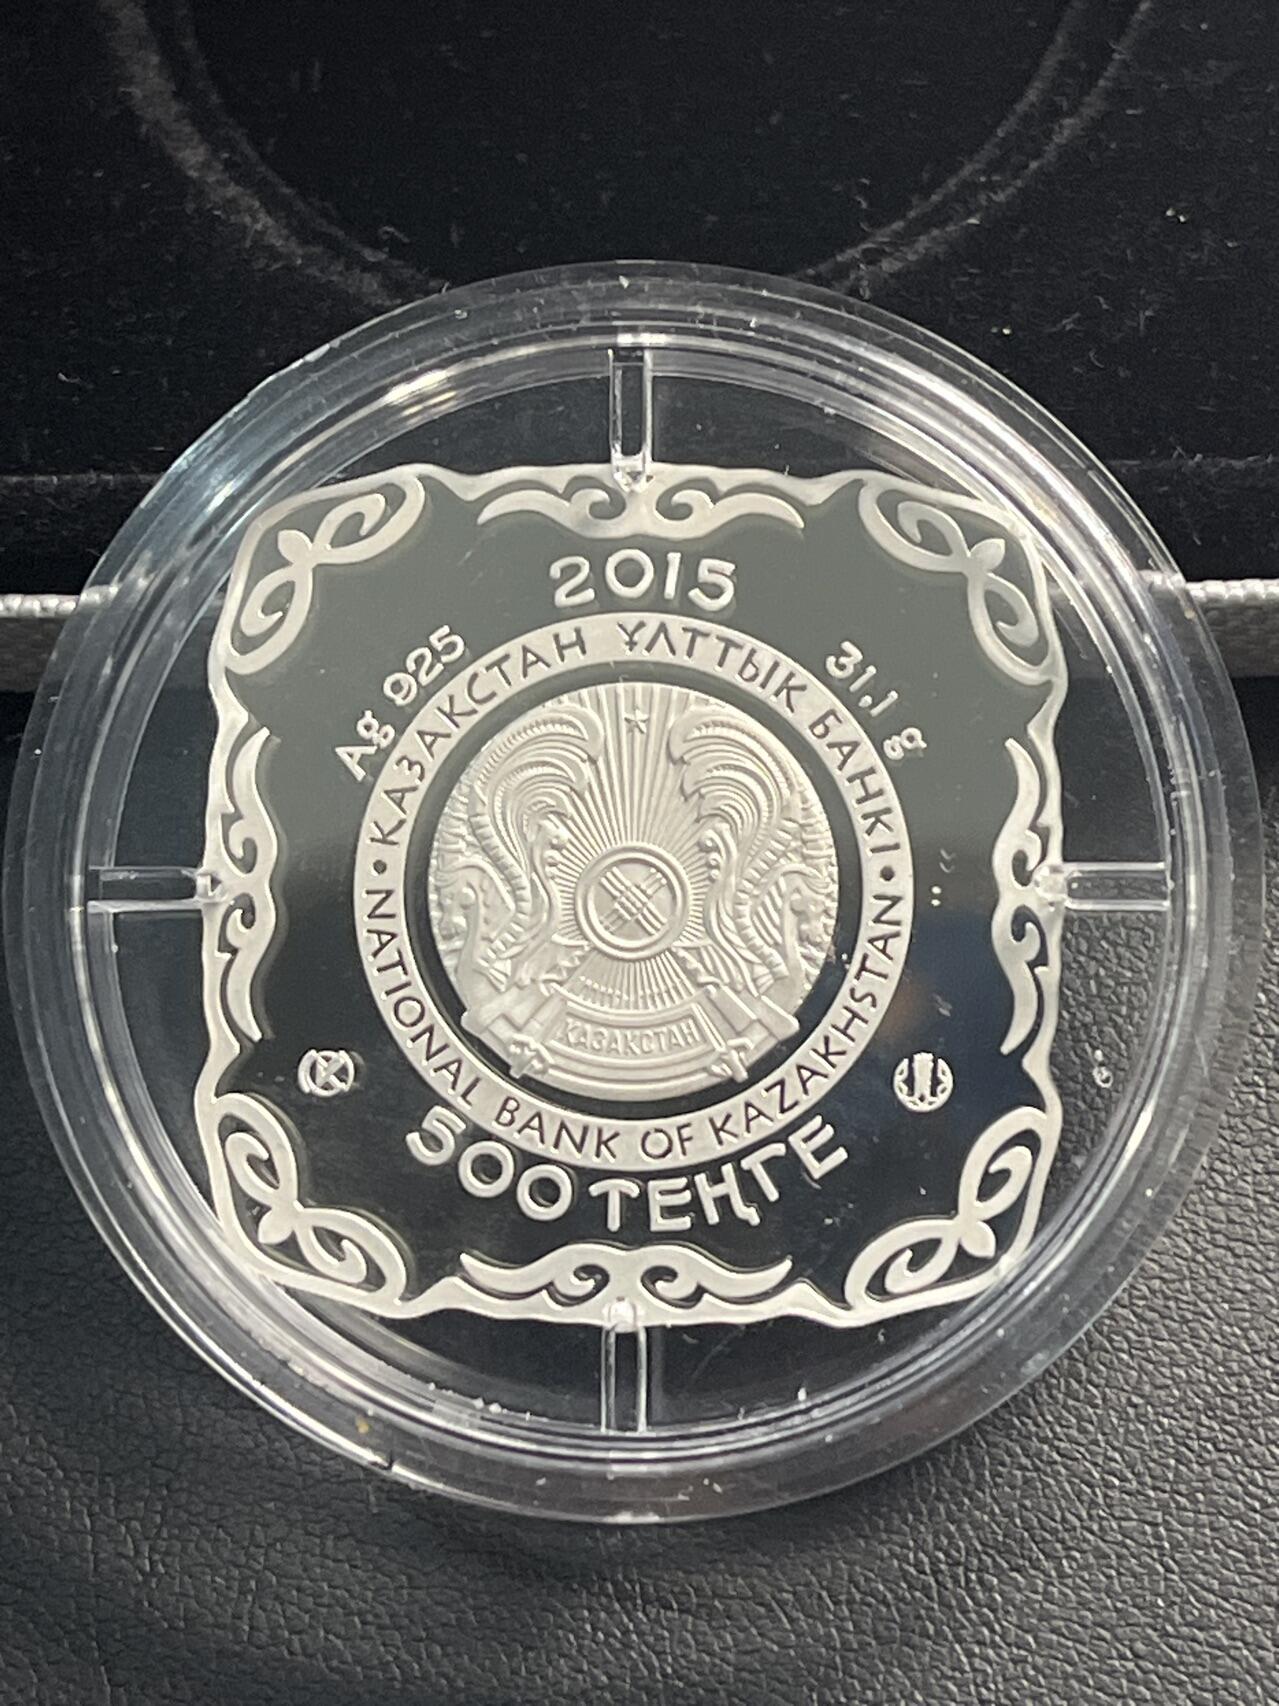 2015
Ag 925
31,1 g
ҚАЗАҚСТАН ҰЛТТЫҚ БАНКІ
ҚАЗАҚСТАН
• NATIONAL BANK OF KAZAKHSTAN •
500 ТЕҢГЕ